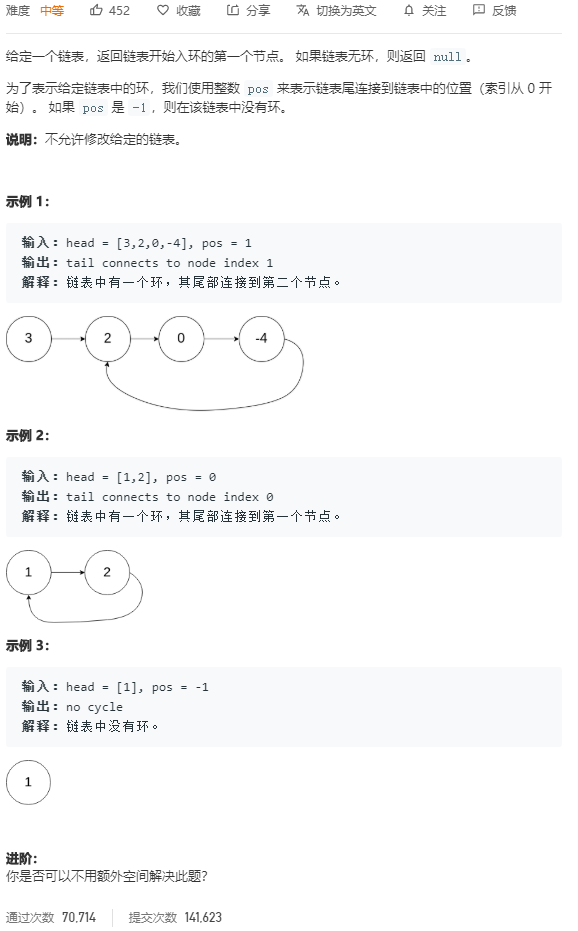 难度 中等 452 收藏 分享 切换为英文 关注 反馈
给定一个链表，返回链表开始入环的第一个节点。 如果链表无环，则返回 null。
为了表示给定链表中的环，我们使用整数 pos 来表示链表尾连接到链表中的位置（索引从 0 开
始）。 如果 pos 是 -1，则在该链表中没有环。
说明：不允许修改给定的链表。
示例 1：
输入：head = [3,2,0,-4], pos = 1
输出：tail connects to node index 1
解释：链表中有一个环，其尾部连接到第二个节点。
3 2 0 -4
示例 2：
输入：head = [1,2], pos = 0
输出：tail connects to node index 0
解释：链表中有一个环，其尾部连接到第一个节点。
1 2
示例 3：
输入：head = [1], pos = -1
输出：no cycle
解释：链表中没有环。
1
进阶：
你是否可以不用额外空间解决此题？
通过次数 70,714 提交次数 141,623